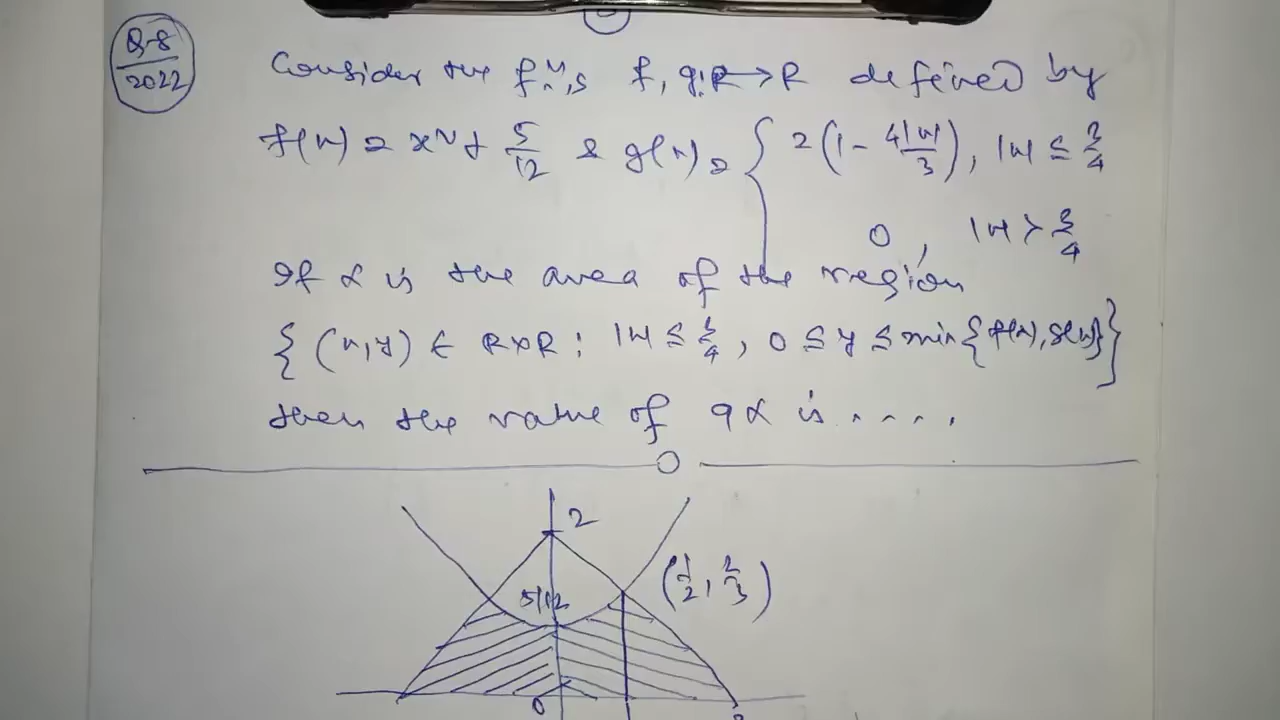 Q-8
2022
Consider the fⁿs f, g: R → R defined by
f(x) = x² + 5/12 & g(x) = { 2(1 - 4|x|/3), |x| ≤ 3/4
0, |x| > 3/4
If α is the area of the region
{ (x,y) ∈ R×R : |x| ≤ 3/4, 0 ≤ y ≤ min{f(x), g(x)} }
then the value of 9α is ....
2
5/12
(1/2, 2/3)
0